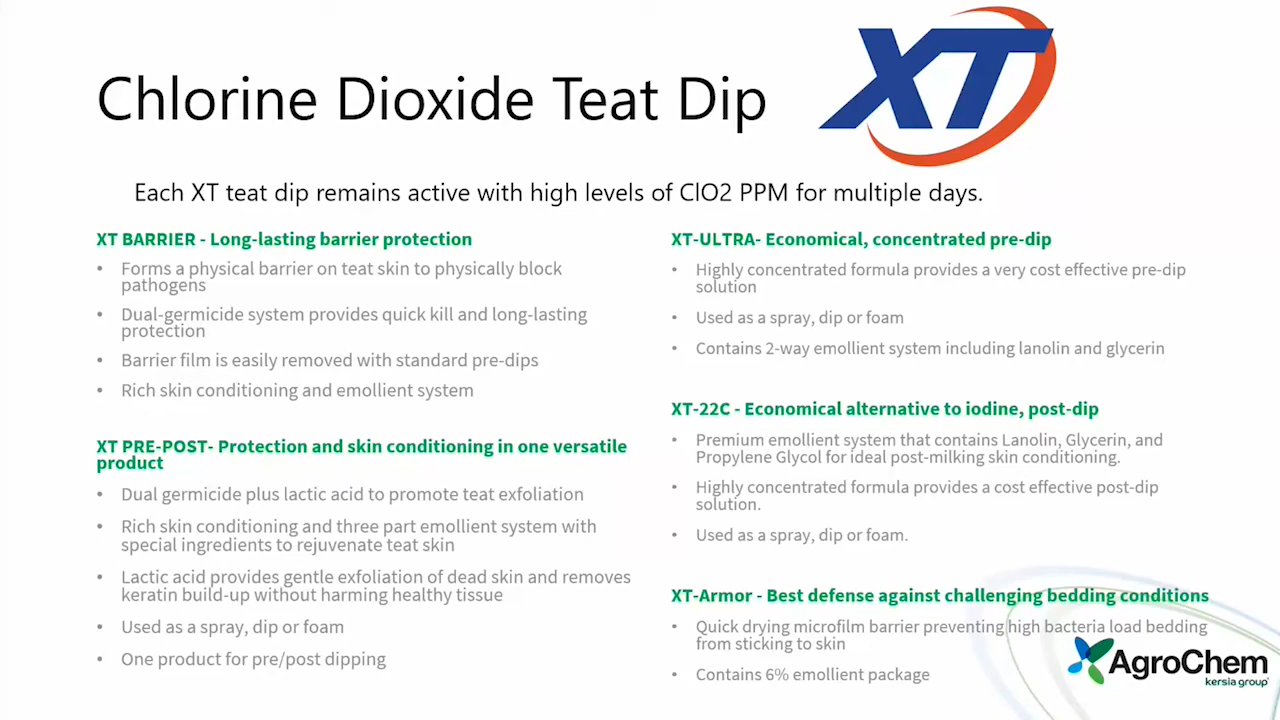 Chlorine Dioxide Teat Dip
XT
Each XT teat dip remains active with high levels of ClO2 PPM for multiple days.
XT BARRIER - Long-lasting barrier protection
• Forms a physical barrier on teat skin to physically block
pathogens
• Dual-germicide system provides quick kill and long-lasting
protection
• Barrier film is easily removed with standard pre-dips
• Rich skin conditioning and emollient system
XT PRE-POST- Protection and skin conditioning in one versatile
product
• Dual germicide plus lactic acid to promote teat exfoliation
• Rich skin conditioning and three part emollient system with
special ingredients to rejuvenate teat skin
• Lactic acid provides gentle exfoliation of dead skin and removes
keratin build-up without harming healthy tissue
• Used as a spray, dip or foam
• One product for pre/post dipping
XT-ULTRA- Economical, concentrated pre-dip
• Highly concentrated formula provides a very cost effective pre-dip
solution
• Used as a spray, dip or foam
• Contains 2-way emollient system including lanolin and glycerin
XT-22C - Economical alternative to iodine, post-dip
• Premium emollient system that contains Lanolin, Glycerin, and
Propylene Glycol for ideal post-milking skin conditioning.
• Highly concentrated formula provides a cost effective post-dip
solution.
• Used as a spray, dip or foam.
XT-Armor - Best defense against challenging bedding conditions
• Quick drying microfilm barrier preventing high bacteria load bedding
from sticking to skin
• Contains 6% emollient package
AgroChem
kersia group